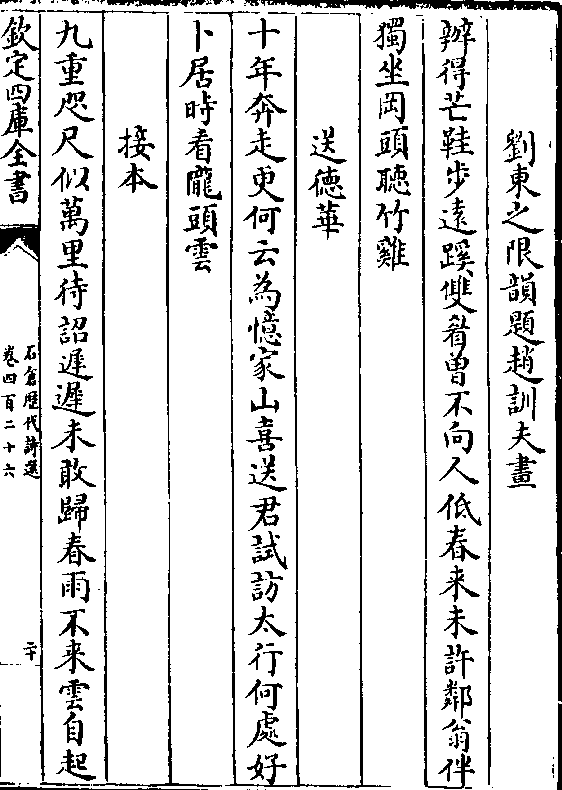 劉東之限韻題趙訓夫畫
辦得芒鞋步遠蹊雙眉曾不向人低春来未許鄰翁伴
獨坐岡頭聽竹雞
送德華
十年奔走更何云為憶家山喜送君試訪太行何處好
卜居時看隴頭雲
接本
九重咫尺似萬里待詔遲遲未敢歸春雨不来雲自起
欽定四庫全書
石倉歷代詩選
卷四百二十六
二十